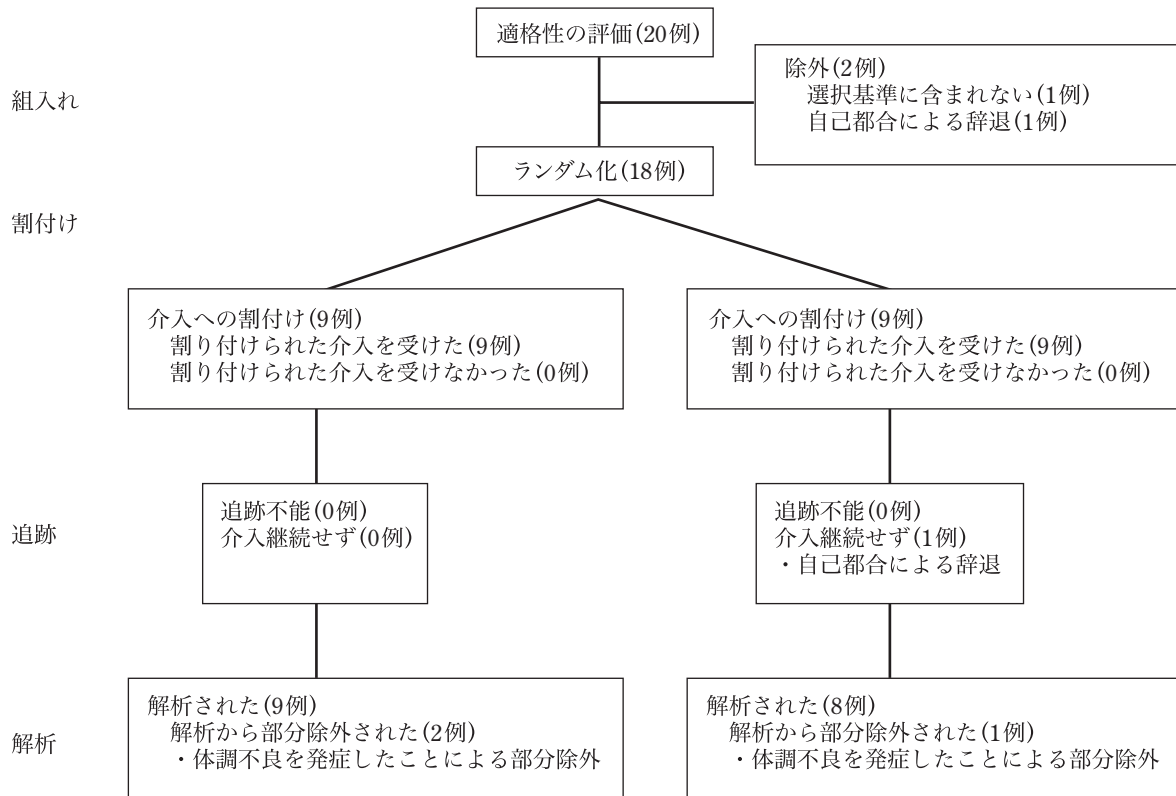 適格性の評価(20例)
除外(2例)
選択基準に含まれない(1例)
自己都合による辞退(1例)
組入れ
ランダム化(18例)
割付け
介入への割付け(9例)
割り付けられた介入を受けた(9例)
割り付けられた介入を受けなかった(0例)
介入への割付け(9例)
割り付けられた介入を受けた(9例)
割り付けられた介入を受けなかった(0例)
追跡
追跡不能(0例)
介入継続せず(0例)
追跡不能(0例)
介入継続せず(1例)
・自己都合による辞退
解析
解析された(9例)
解析から部分除外された(2例)
・体調不良を発症したことによる部分除外
解析された(8例)
解析から部分除外された(1例)
・体調不良を発症したことによる部分除外